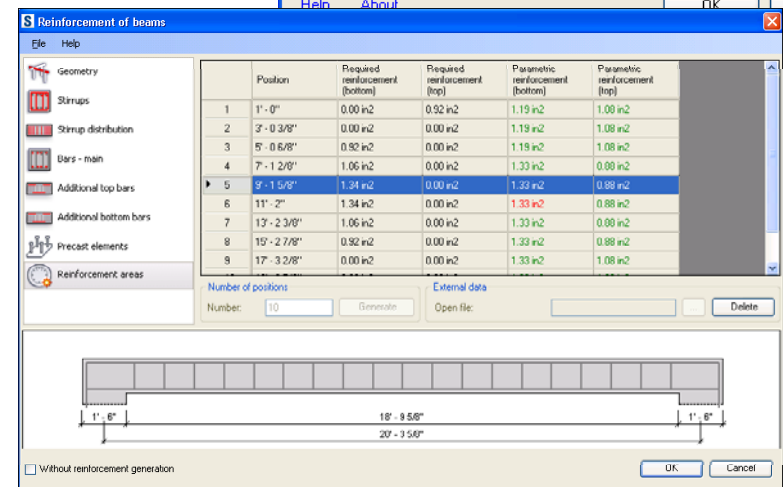 Help About OK
Reinforcement of beams
File Help
Geometry
Stirrups
Stirrup distribution
Bars - main
Additional top bars
Additional bottom bars
Precast elements
Reinforcement areas
Position Required reinforcement (bottom) Required reinforcement (top) Parametric reinforcement (bottom) Parametric reinforcement (top)
1 1' - 0" 0.00 in2 0.92 in2 1.19 in2 1.08 in2
2 3' - 0 3/8" 0.00 in2 0.00 in2 1.19 in2 1.08 in2
3 5' - 0 6/8" 0.92 in2 0.00 in2 1.19 in2 1.08 in2
4 7' - 1 2/8" 1.06 in2 0.00 in2 1.33 in2 0.88 in2
5 9' - 1 5/8" 1.34 in2 0.00 in2 1.33 in2 0.88 in2
6 11' - 2" 1.34 in2 0.00 in2 1.33 in2 0.88 in2
7 13' - 2 3/8" 1.06 in2 0.00 in2 1.33 in2 0.88 in2
8 15' - 2 7/8" 0.92 in2 0.00 in2 1.33 in2 0.88 in2
9 17' - 3 2/8" 0.00 in2 0.00 in2 1.33 in2 1.08 in2
Number of positions External data
Number: 10 Generate Open file: ... Delete
1' - 6" 18' - 9 5/8" 1' - 6"
20' - 3 5/8"
Without reinforcement generation OK Cancel